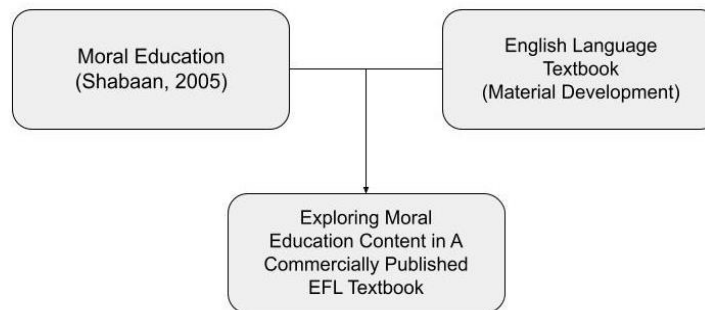 Moral Education
(Shabaan, 2005)
English Language
Textbook
(Material Development)
Exploring Moral
Education Content in A
Commercially Published
EFL Textbook